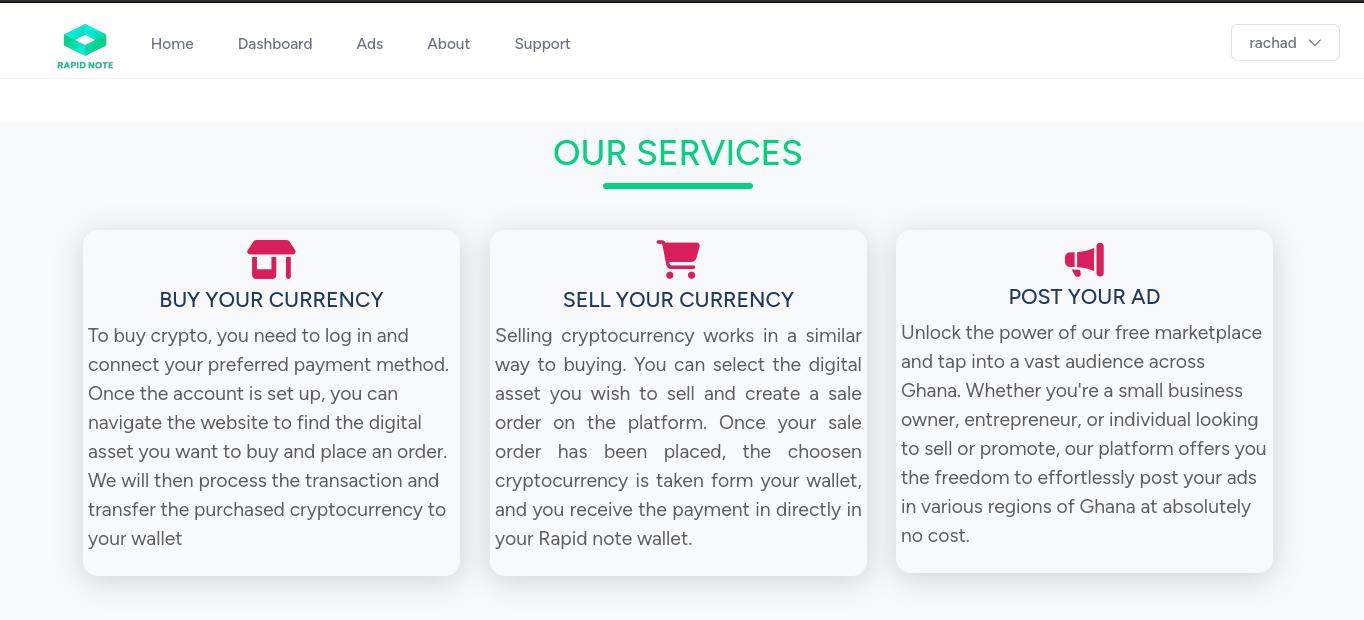 RAPID NOTE
Home
Dashboard
Ads
About
Support
rachad
OUR SERVICES
BUY YOUR CURRENCY
To buy crypto, you need to log in and
connect your preferred payment method.
Once the account is set up, you can
navigate the website to find the digital
asset you want to buy and place an order.
We will then process the transaction and
transfer the purchased cryptocurrency to
your wallet
SELL YOUR CURRENCY
Selling cryptocurrency works in a similar
way to buying. You can select the digital
asset you wish to sell and create a sale
order on the platform. Once your sale
order has been placed, the choosen
cryptocurrency is taken form your wallet,
and you receive the payment in directly in
your Rapid note wallet.
POST YOUR AD
Unlock the power of our free marketplace
and tap into a vast audience across
Ghana. Whether you're a small business
owner, entrepreneur, or individual looking
to sell or promote, our platform offers you
the freedom to effortlessly post your ads
in various regions of Ghana at absolutely
no cost.